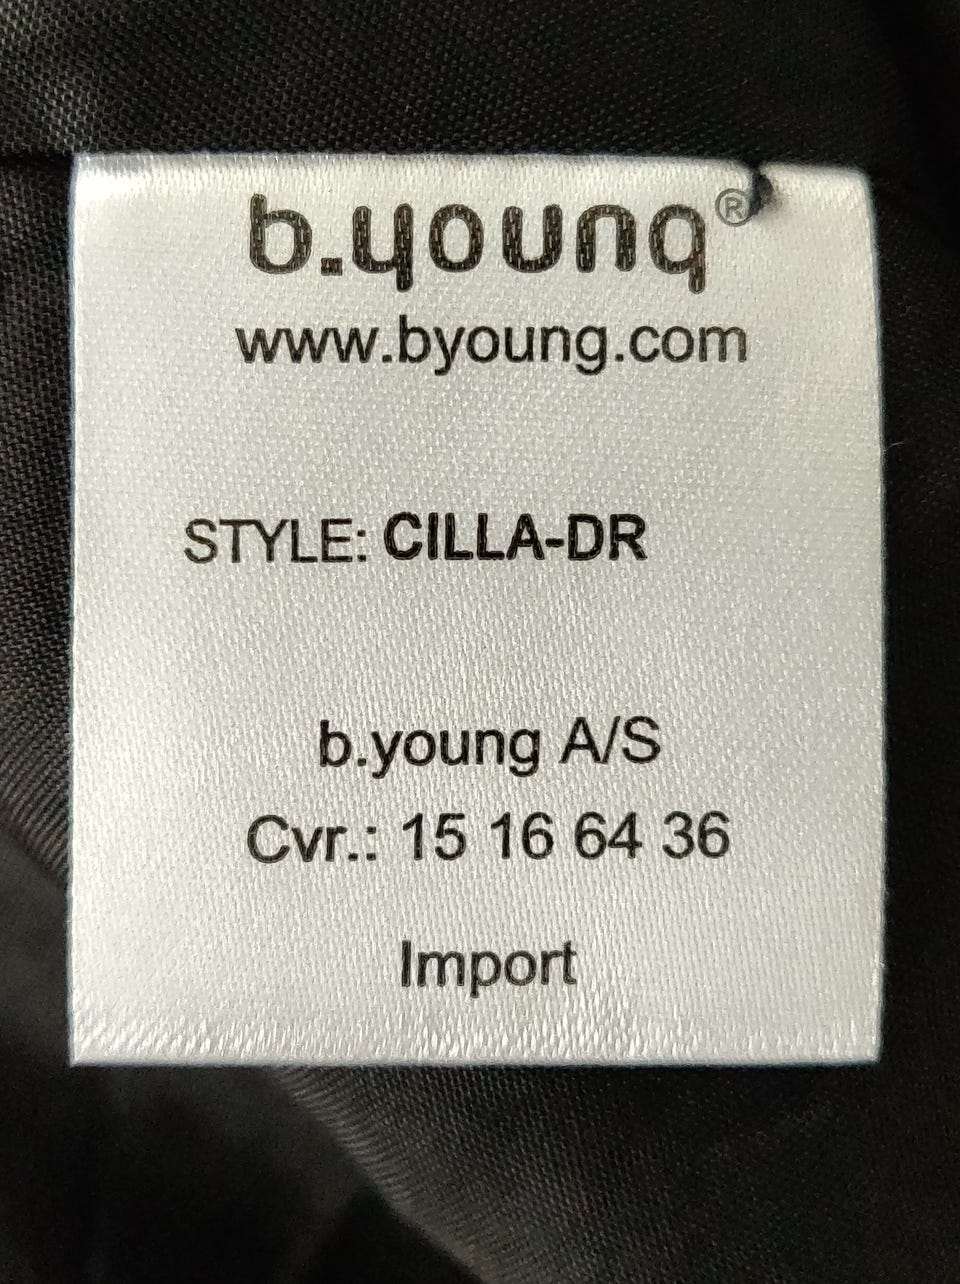 b.young®
www.byoung.com
STYLE: CILLA-DR
b.young A/S
Cvr.: 15 16 64 36
Import